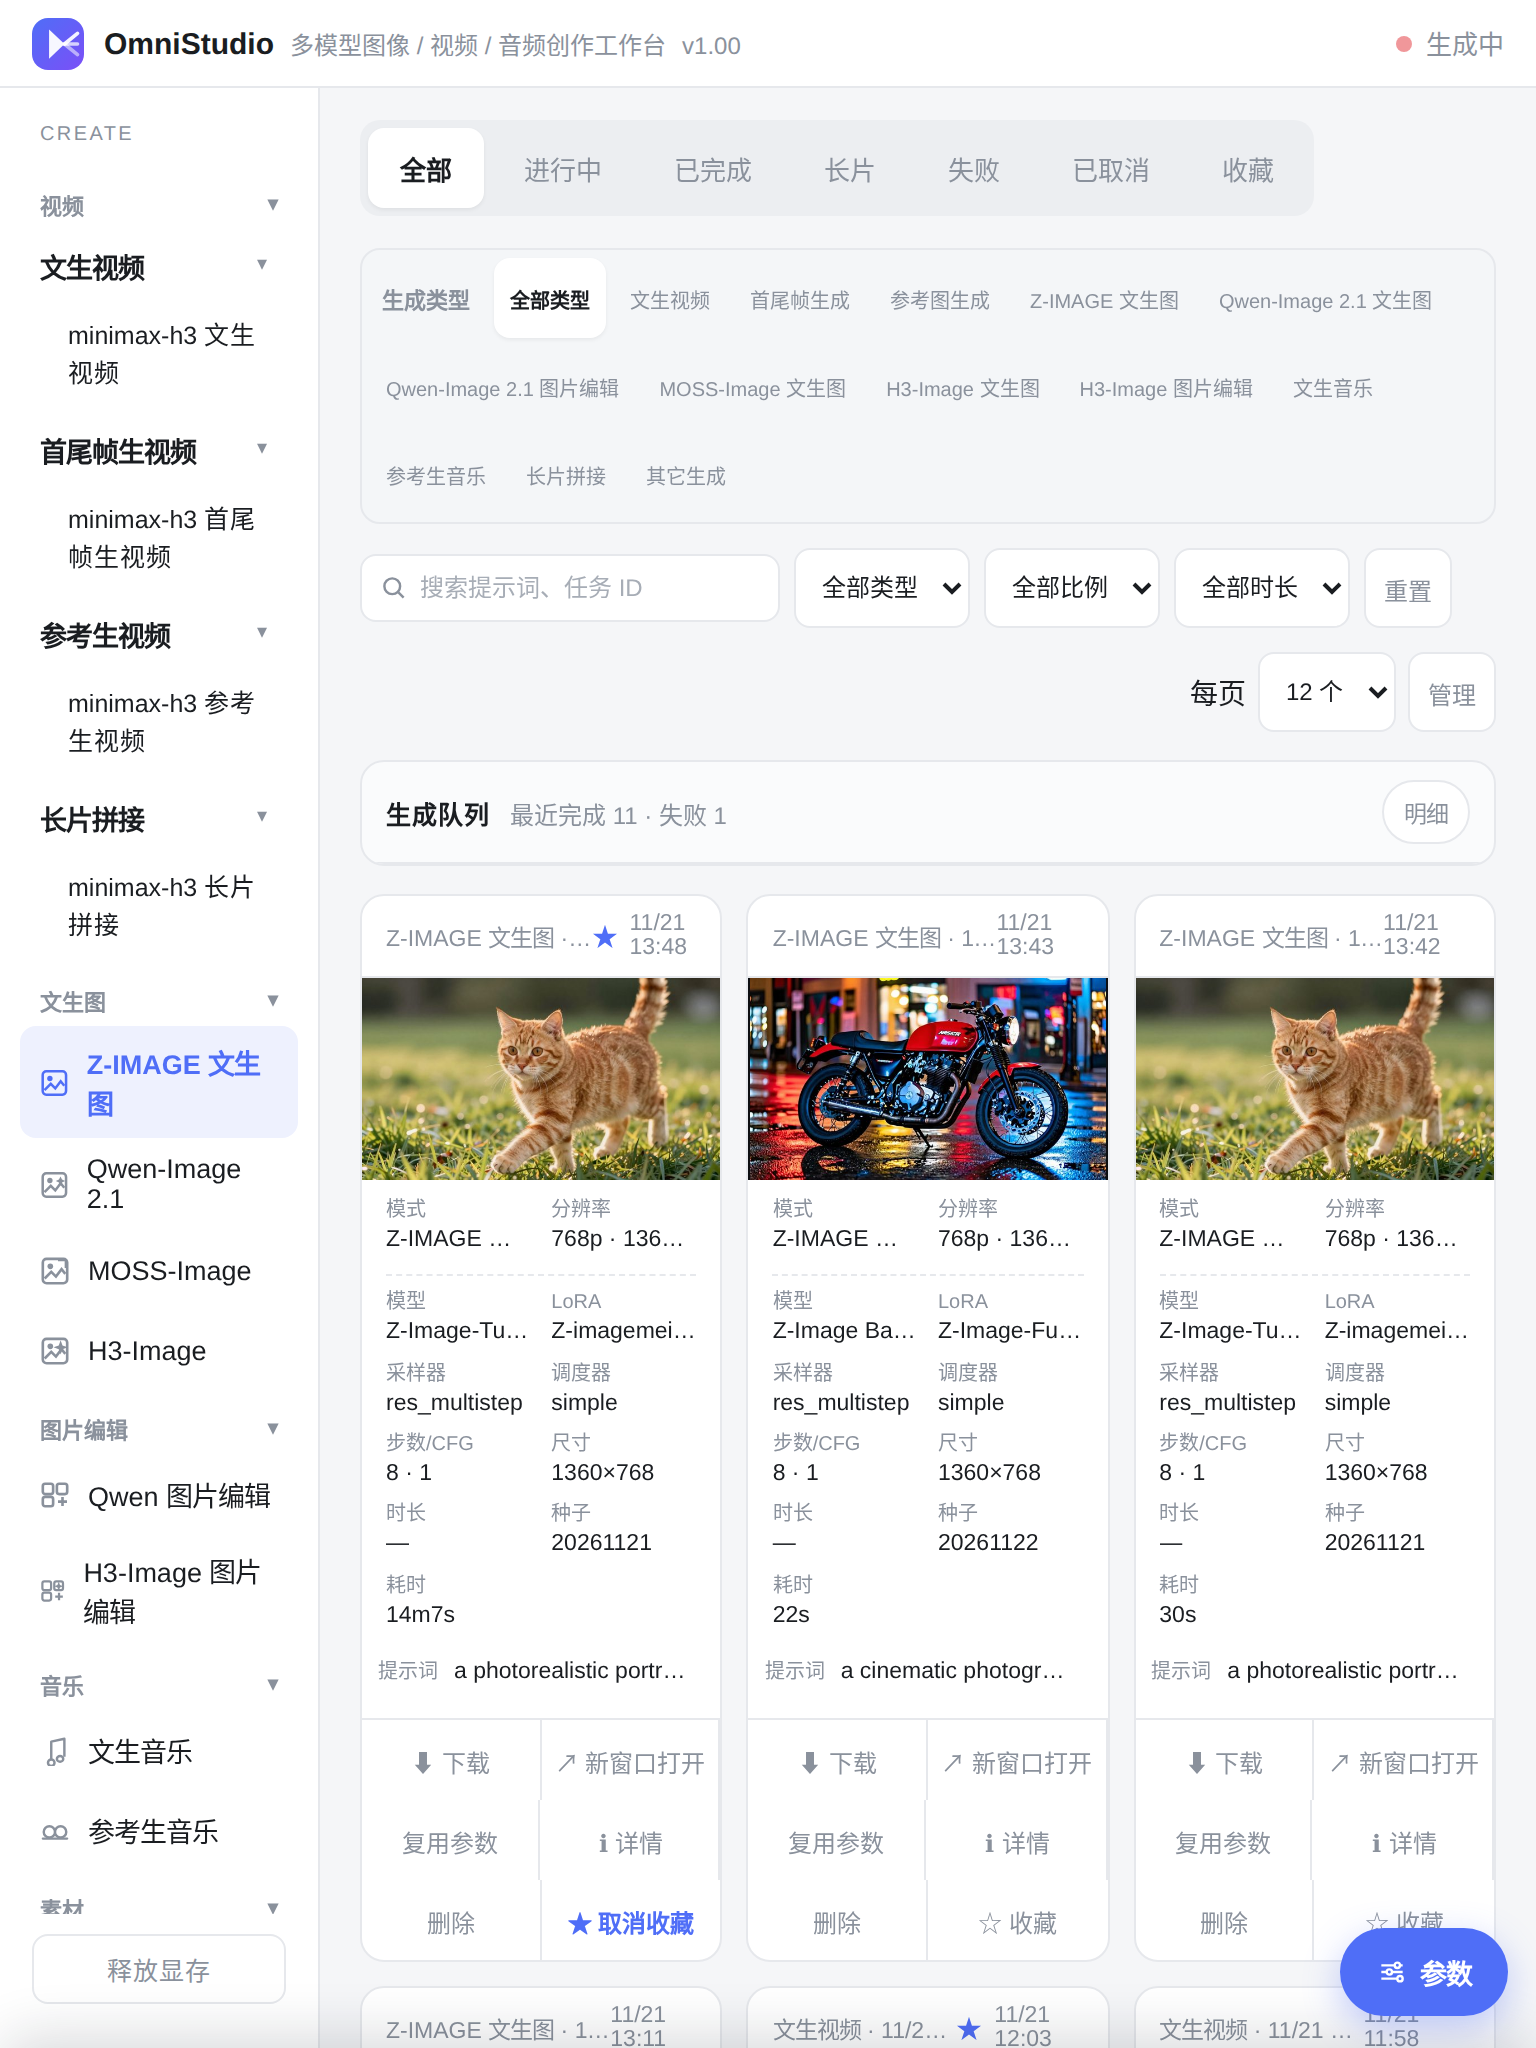 OmniStudio 多模型图像 / 视频 / 音频创作工作台 v1.00
生成中
CREATE
视频
文生视频
minimax-h3 文生
视频
首尾帧生视频
minimax-h3 首尾
帧生视频
参考生视频
minimax-h3 参考
生视频
长片拼接
minimax-h3 长片
拼接
文生图
Z-IMAGE 文生
图
Qwen-Image
2.1
MOSS-Image
H3-Image
图片编辑
Qwen 图片编辑
H3-Image 图片
编辑
音乐
文生音乐
参考生音乐
素材
释放显存
全部 进行中 已完成 长片 失败 已取消 收藏
生成类型 全部类型 文生视频 首尾帧生成 参考图生成 Z-IMAGE 文生图 Qwen-Image 2.1 文生图
Qwen-Image 2.1 图片编辑 MOSS-Image 文生图 H3-Image 文生图 H3-Image 图片编辑 文生音乐
参考生音乐 长片拼接 其它生成
搜索提示词、任务 ID 全部类型 全部比例 全部时长 重置
每页 12 个 管理
生成队列 最近完成 11 · 失败 1 明细
Z-IMAGE 文生图 ·… ★ 11/21
13:48
模式 分辨率
Z-IMAGE … 768p · 136…
模型 LoRA
Z-Image-Tu… Z-imagemei…
采样器 调度器
res_multistep simple
步数/CFG 尺寸
8 · 1 1360×768
时长 种子
— 20261121
耗时
14m7s
提示词 a photorealistic portr…
⬇ 下载 ↗ 新窗口打开
复用参数 ℹ 详情
删除 ★ 取消收藏
Z-IMAGE 文生图 · 1… 11/21
13:43
模式 分辨率
Z-IMAGE … 768p · 136…
模型 LoRA
Z-Image Ba… Z-Image-Fu…
采样器 调度器
res_multistep simple
步数/CFG 尺寸
8 · 1 1360×768
时长 种子
— 20261122
耗时
22s
提示词 a cinematic photogr…
⬇ 下载 ↗ 新窗口打开
复用参数 ℹ 详情
删除 ☆ 收藏
Z-IMAGE 文生图 · 1… 11/21
13:42
模式 分辨率
Z-IMAGE … 768p · 136…
模型 LoRA
Z-Image-Tu… Z-imagemei…
采样器 调度器
res_multistep simple
步数/CFG 尺寸
8 · 1 1360×768
时长 种子
— 20261121
耗时
30s
提示词 a photorealistic portr…
⬇ 下载 ↗ 新窗口打开
复用参数 ℹ 详情
删除 ☆ 收藏
参数
Z-IMAGE 文生图 · 1… 11/21
13:11
文生视频 · 11/2… ★ 11/21
12:03
文生视频 · 11/21 … 11/21
11:58